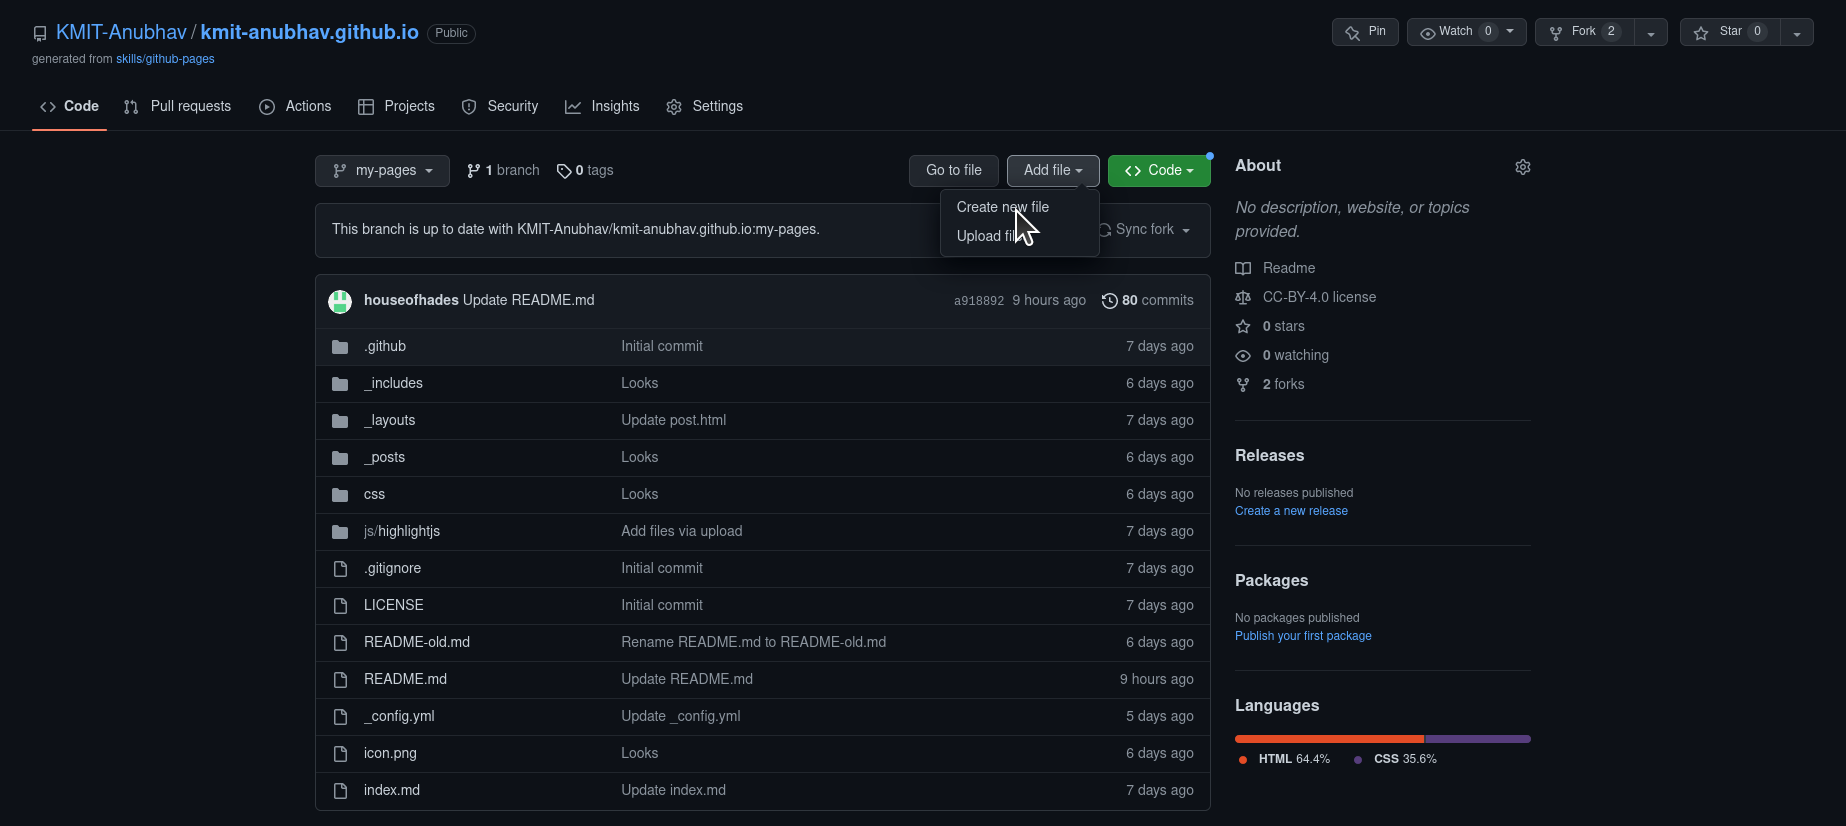 KMIT-Anubhav / kmit-anubhav.github.io Public
generated from skills/github-pages
Pin
Watch 0
Fork 2
Star 0
Code Pull requests Actions Projects Security Insights Settings
my-pages 1 branch 0 tags
Go to file Add file Code
Create new file
Upload
This branch is up to date with KMIT-Anubhav/kmit-anubhav.github.io:my-pages.
Sync fork
houseofhades Update README.md a918892 9 hours ago 80 commits
.github Initial commit 7 days ago
_includes Looks 6 days ago
_layouts Update post.html 7 days ago
_posts Looks 6 days ago
css Looks 6 days ago
js/highlightjs Add files via upload 7 days ago
.gitignore Initial commit 7 days ago
LICENSE Initial commit 7 days ago
README-old.md Rename README.md to README-old.md 6 days ago
README.md Update README.md 9 hours ago
_config.yml Update _config.yml 5 days ago
icon.png Looks 6 days ago
index.md Update index.md 7 days ago
About
No description, website, or topics
provided.
Readme
CC-BY-4.0 license
0 stars
0 watching
2 forks
Releases
No releases published
Create a new release
Packages
No packages published
Publish your first package
Languages
HTML 64.4% CSS 35.6%